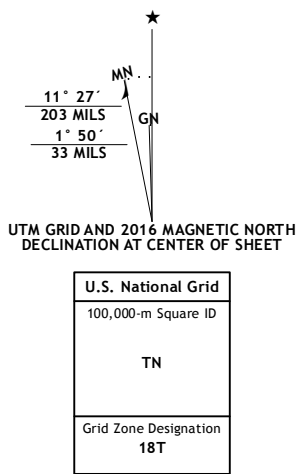 ★
MN
GN
11° 27´
203 MILS
1° 50´
33 MILS
UTM GRID AND 2016 MAGNETIC NORTH
DECLINATION AT CENTER OF SHEET
U.S. National Grid
100,000-m Square ID
TN
Grid Zone Designation
18T